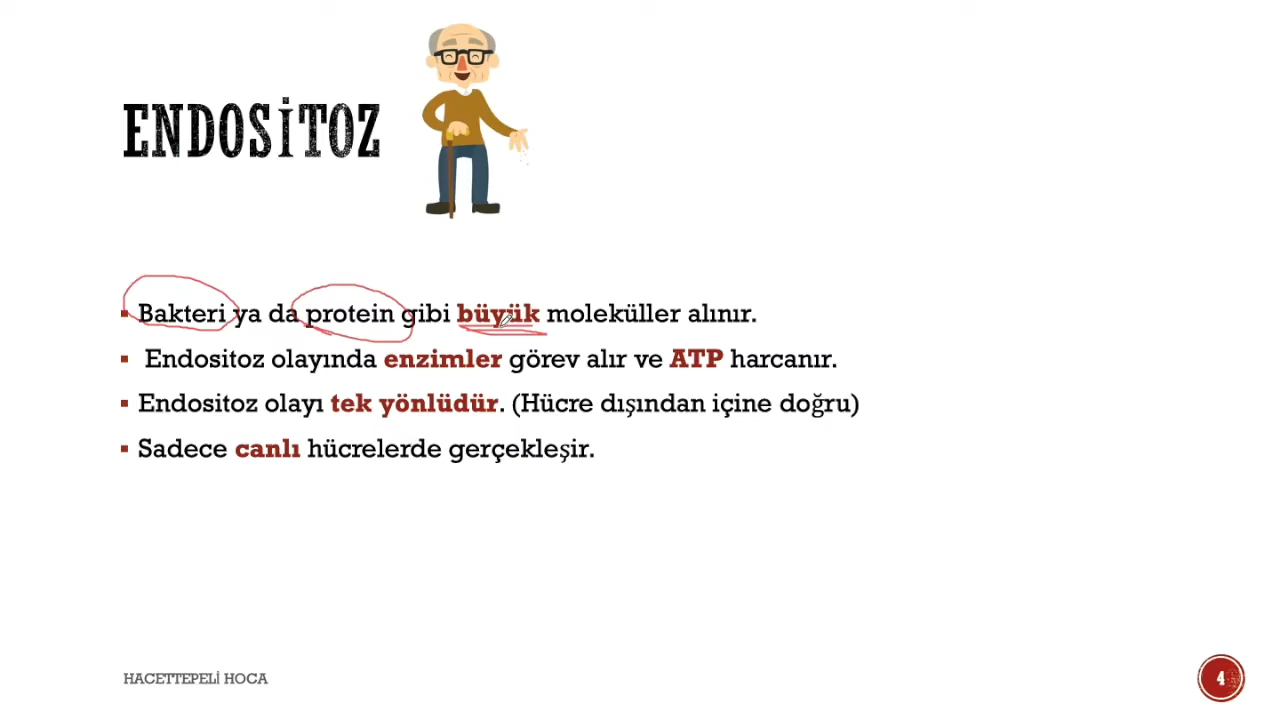 ENDOSİTOZ
Bakteri ya da protein gibi büyük moleküller alınır.
Endositoz olayında enzimler görev alır ve ATP harcanır.
Endositoz olayı tek yönlüdür. (Hücre dışından içine doğru)
Sadece canlı hücrelerde gerçekleşir.
HACETTEPELİ HOCA
4